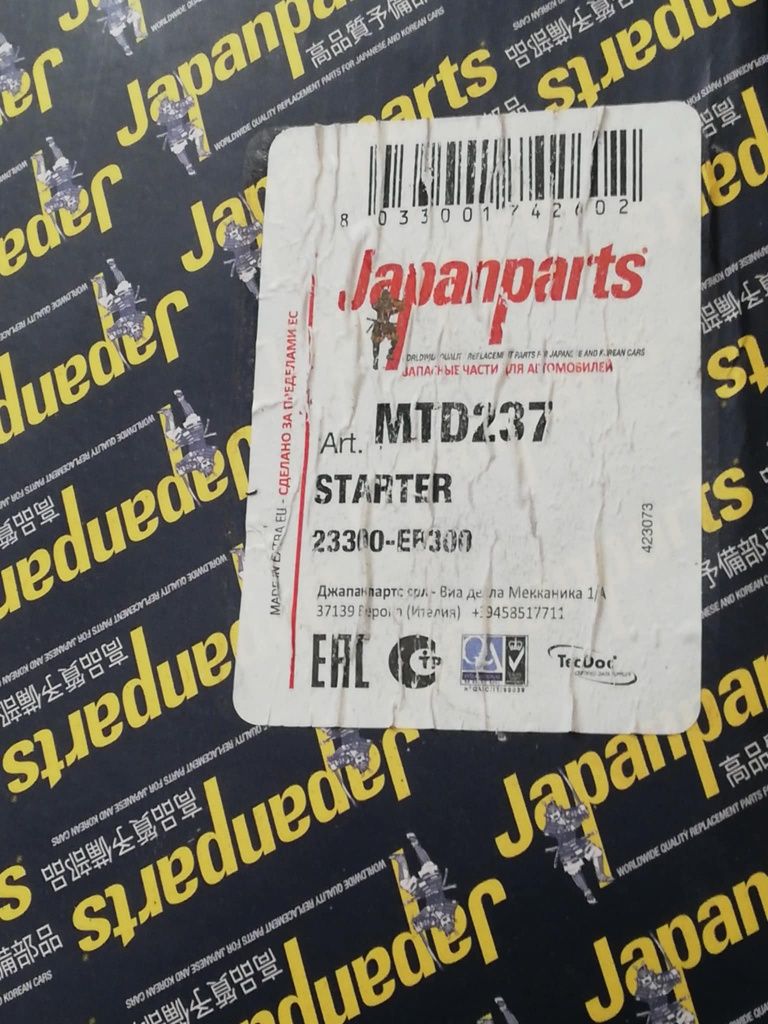 8 033001 742602
Japanparts
WORLDWIDE QUALITY REPLACEMENT PARTS FOR JAPANESE AND KOREAN CARS
ЗАПАСНЫЕ ЧАСТИ ДЛЯ АВТОМОБИЛЕЙ
Art. MTD237
STARTER
23300-
423073
Джапанпартс срл - Виа делла Мекканика 1/А
37139 Верона (Италия) +39458517711
MADE IN EXTRA EU - СДЕЛАНО ЗА ПРЕДЕЛАМИ ЕС
EAC
TecDoc
CERTIFIED DATA SUPPLIER
Japanparts
WORLDWIDE QUALITY REPLACEMENT PARTS FOR JAPANESE AND KOREAN CARS
高品質予備部品